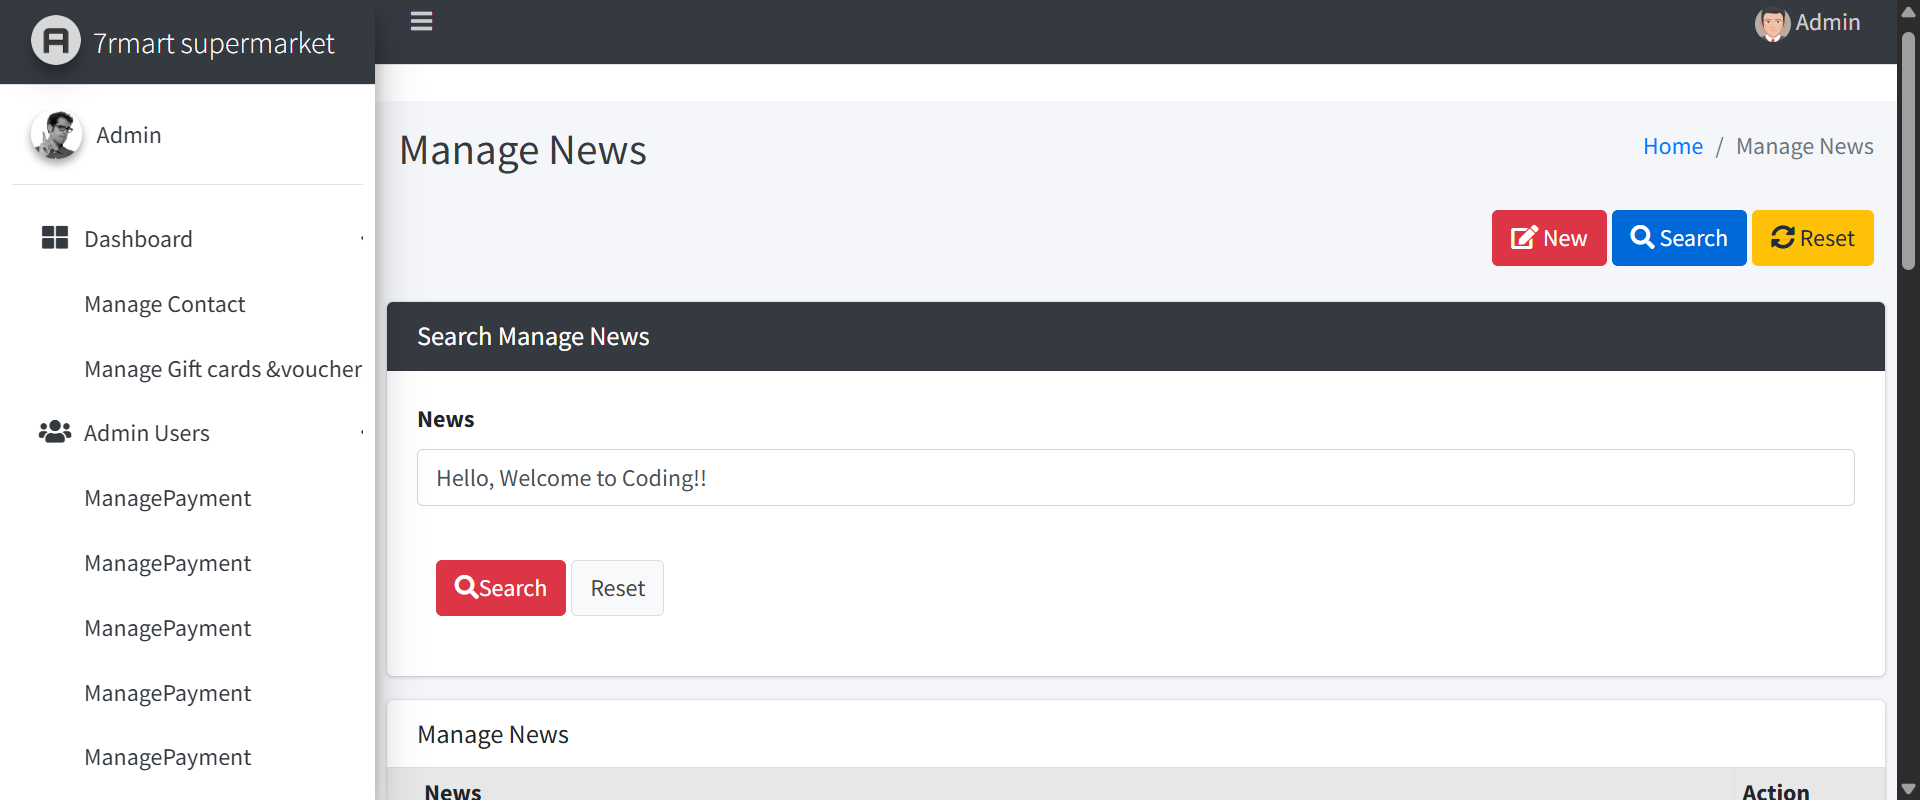 7rmart supermarket
Admin
Admin
Dashboard
Manage Contact
Manage Gift cards &voucher
Admin Users
ManagePayment
ManagePayment
ManagePayment
ManagePayment
ManagePayment
Manage News
Home / Manage News
New Search Reset
Search Manage News
News
Hello, Welcome to Coding!!
Search Reset
Manage News
News Action